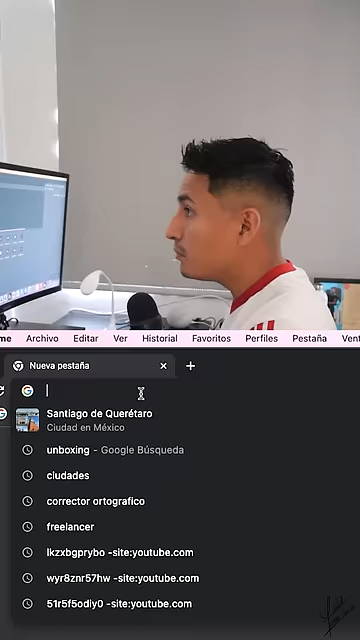 me Archivo Editar Ver Historial Favoritos Perfiles Pestaña Vent
Nueva pestaña
Santiago de Querétaro
Ciudad en México
unboxing - Google Búsqueda
ciudades
corrector ortografico
freelancer
lkzxbgprybo -site:youtube.com
wyr8znr57hw -site:youtube.com
51r5f5odiy0 -site:youtube.com